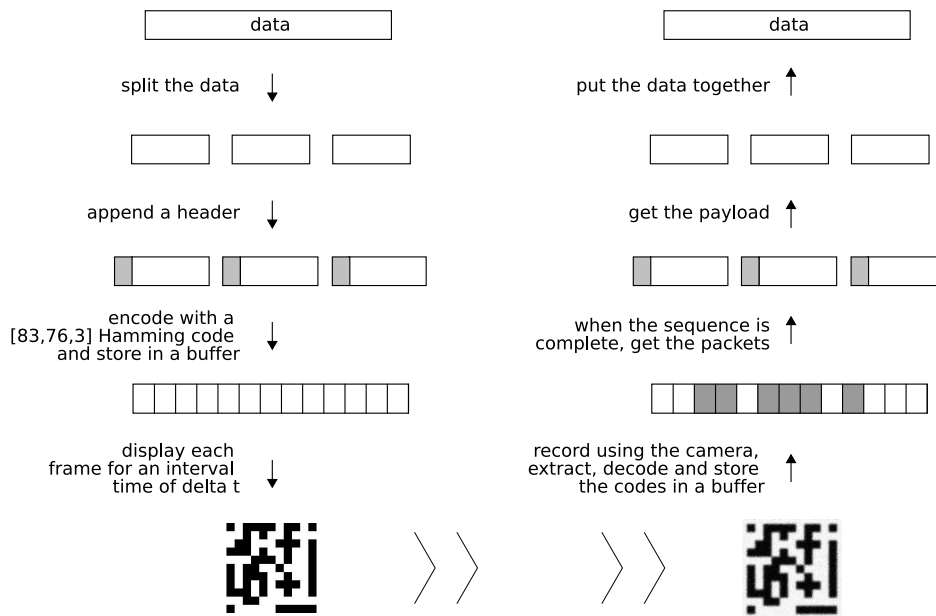 data
split the data
append a header
encode with a
[83,76,3] Hamming code
and store in a buffer
display each
frame for an interval
time of delta t
data
put the data together
get the payload
when the sequence is
complete, get the packets
record using the camera,
extract, decode and store
the codes in a buffer